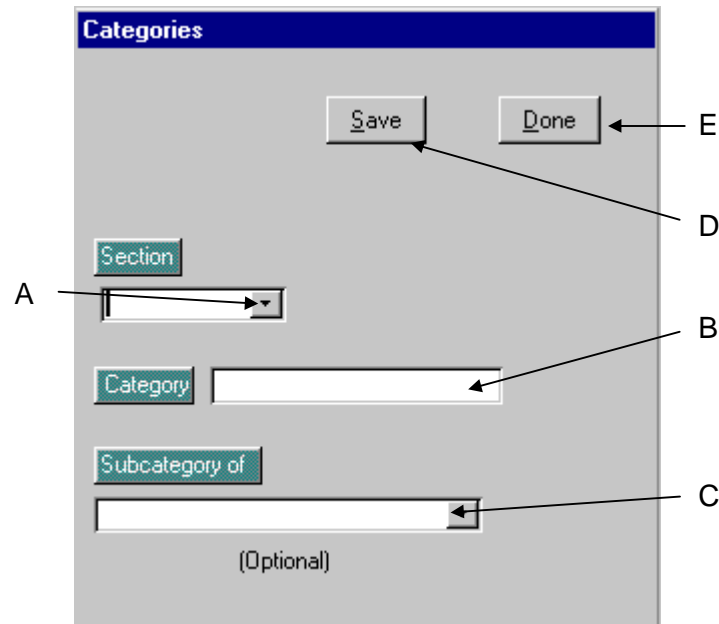 Categories
Save
Done
E
D
Section
A
B
Category
Subcategory of
C
(Optional)